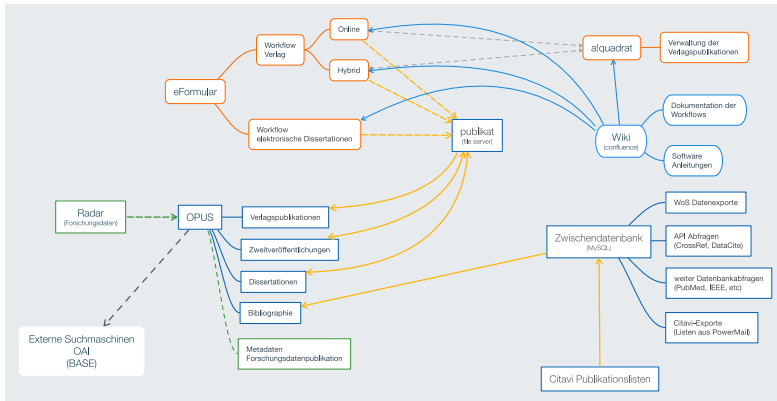 Online
Workflow
Verlag
Hybrid
eFormular
Workflow
elektronische Dissertationen
a!quadrat
Verwaltung der
Verlagspublikationen
publikat
(file server)
Wiki
(confluence)
Dokumentation der
Workflows
Software
Anleitungen
Radar
(Forschungsdaten)
OPUS
Verlagspublikationen
Zweitveröffentlichungen
Dissertationen
Bibliographie
Metadaten
Forschungsdatenpublikation
Externe Suchmaschinen
OAI
(BASE)
Zwischendatenbank
(MySQL)
WoS Datenexporte
API Abfragen
(CrossRef, DataCite)
weiter Datenbankabfragen
(PubMed, IEEE, etc)
Citavi-Exporte
(Listen aus PowerMail)
Citavi Publikationslisten